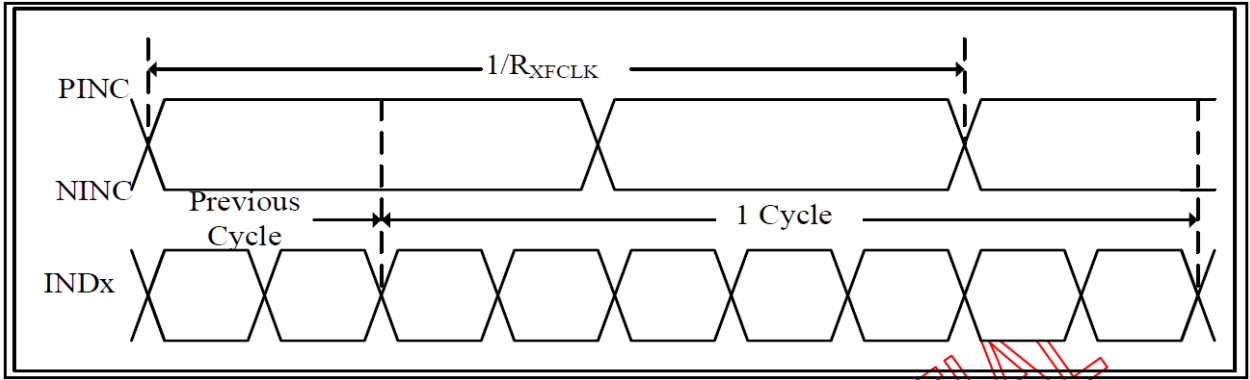 1/RXFCLK
PINC
NINC
Previous
Cycle
1 Cycle
INDx